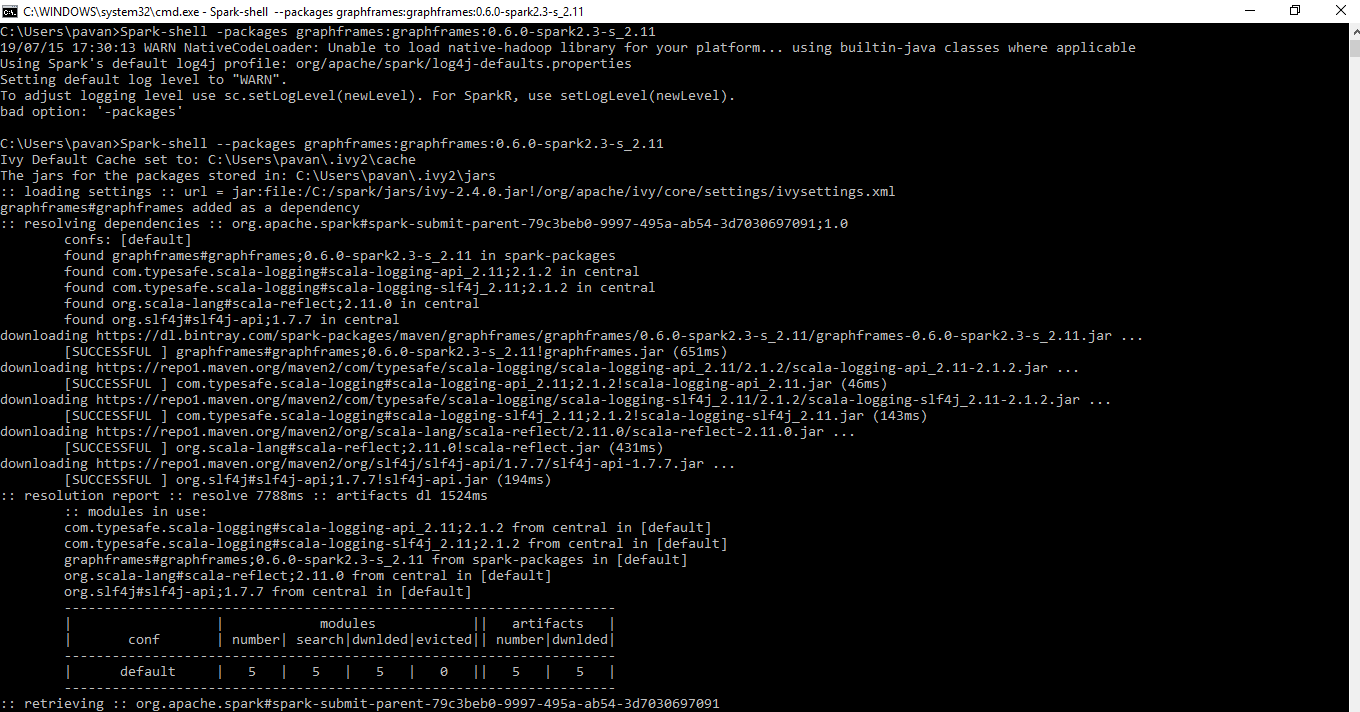 C:\WINDOWS\system32\cmd.exe - Spark-shell  --packages graphframes:graphframes:0.6.0-spark2.3-s_2.11
C:\Users\pavan>Spark-shell -packages graphframes:graphframes:0.6.0-spark2.3-s_2.11
19/07/15 17:30:13 WARN NativeCodeLoader: Unable to load native-hadoop library for your platform... using builtin-java classes where applicable
Using Spark's default log4j profile: org/apache/spark/log4j-defaults.properties
Setting default log level to "WARN".
To adjust logging level use sc.setLogLevel(newLevel). For SparkR, use setLogLevel(newLevel).
bad option: '-packages'
C:\Users\pavan>Spark-shell --packages graphframes:graphframes:0.6.0-spark2.3-s_2.11
Ivy Default Cache set to: C:\Users\pavan\.ivy2\cache
The jars for the packages stored in: C:\Users\pavan\.ivy2\jars
:: loading settings :: url = jar:file:/C:/spark/jars/ivy-2.4.0.jar!/org/apache/ivy/core/settings/ivysettings.xml
graphframes#graphframes added as a dependency
:: resolving dependencies :: org.apache.spark#spark-submit-parent-79c3beb0-9997-495a-ab54-3d7030697091;1.0
        confs: [default]
        found graphframes#graphframes;0.6.0-spark2.3-s_2.11 in spark-packages
        found com.typesafe.scala-logging#scala-logging-api_2.11;2.1.2 in central
        found com.typesafe.scala-logging#scala-logging-slf4j_2.11;2.1.2 in central
        found org.scala-lang#scala-reflect;2.11.0 in central
        found org.slf4j#slf4j-api;1.7.7 in central
downloading https://dl.bintray.com/spark-packages/maven/graphframes/graphframes/0.6.0-spark2.3-s_2.11/graphframes-0.6.0-spark2.3-s_2.11.jar ...
        [SUCCESSFUL ] graphframes#graphframes;0.6.0-spark2.3-s_2.11!graphframes.jar (651ms)
downloading https://repo1.maven.org/maven2/com/typesafe/scala-logging/scala-logging-api_2.11/2.1.2/scala-logging-api_2.11-2.1.2.jar ...
        [SUCCESSFUL ] com.typesafe.scala-logging#scala-logging-api_2.11;2.1.2!scala-logging-api_2.11.jar (46ms)
downloading https://repo1.maven.org/maven2/com/typesafe/scala-logging/scala-logging-slf4j_2.11/2.1.2/scala-logging-slf4j_2.11-2.1.2.jar ...
        [SUCCESSFUL ] com.typesafe.scala-logging#scala-logging-slf4j_2.11;2.1.2!scala-logging-slf4j_2.11.jar (143ms)
downloading https://repo1.maven.org/maven2/org/scala-lang/scala-reflect/2.11.0/scala-reflect-2.11.0.jar ...
        [SUCCESSFUL ] org.scala-lang#scala-reflect;2.11.0!scala-reflect.jar (431ms)
downloading https://repo1.maven.org/maven2/org/slf4j/slf4j-api/1.7.7/slf4j-api-1.7.7.jar ...
        [SUCCESSFUL ] org.slf4j#slf4j-api;1.7.7!slf4j-api.jar (194ms)
:: resolution report :: resolve 7788ms :: artifacts dl 1524ms
        :: modules in use:
        com.typesafe.scala-logging#scala-logging-api_2.11;2.1.2 from central in [default]
        com.typesafe.scala-logging#scala-logging-slf4j_2.11;2.1.2 from central in [default]
        graphframes#graphframes;0.6.0-spark2.3-s_2.11 from spark-packages in [default]
        org.scala-lang#scala-reflect;2.11.0 from central in [default]
        org.slf4j#slf4j-api;1.7.7 from central in [default]
        ---------------------------------------------------------------------
        |                  |            modules            ||   artifacts   |
        |       conf       | number| search|dwnlded|evicted|| number|dwnlded|
        ---------------------------------------------------------------------
        |      default     |   5   |   5   |   5   |   0   ||   5   |   5   |
        ---------------------------------------------------------------------
:: retrieving :: org.apache.spark#spark-submit-parent-79c3beb0-9997-495a-ab54-3d7030697091